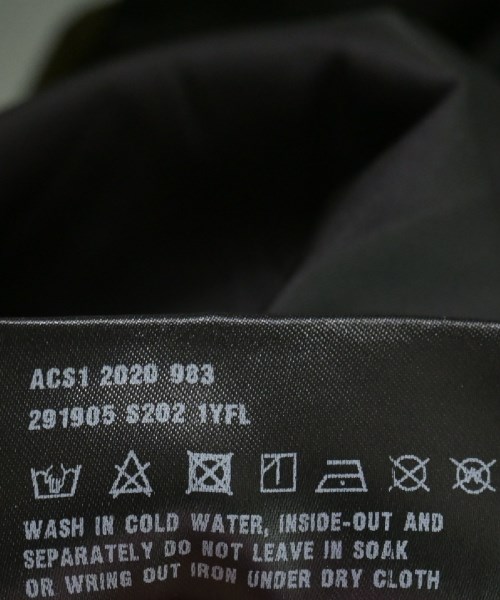 ACS1 2020 983
291905 S202 1YFL
WASH IN COLD WATER, INSIDE-OUT AND
SEPARATELY DO NOT LEAVE IN SOAK
OR WRING OUT IRON UNDER DRY CLOTH